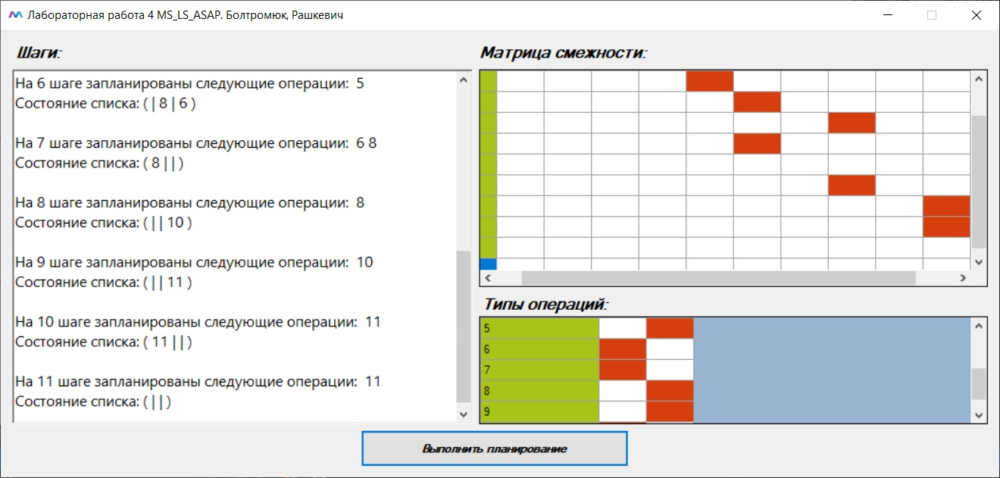 Лабораторная работа 4 MS_LS_ASAP. Болтромюк, Рашкевич
Шаги:
На 6 шаге запланированы следующие операции:  5
Состояние списка: ( | 8 | 6 )
На 7 шаге запланированы следующие операции:  6 8
Состояние списка: ( 8 | | )
На 8 шаге запланированы следующие операции:  8
Состояние списка: ( | | 10 )
На 9 шаге запланированы следующие операции:  10
Состояние списка: ( | | 11 )
На 10 шаге запланированы следующие операции:  11
Состояние списка: ( 11 | | )
На 11 шаге запланированы следующие операции:  11
Состояние списка: ( | | )
Матрица смежности:
Типы операций:
5
6
7
8
9
Выполнить планирование